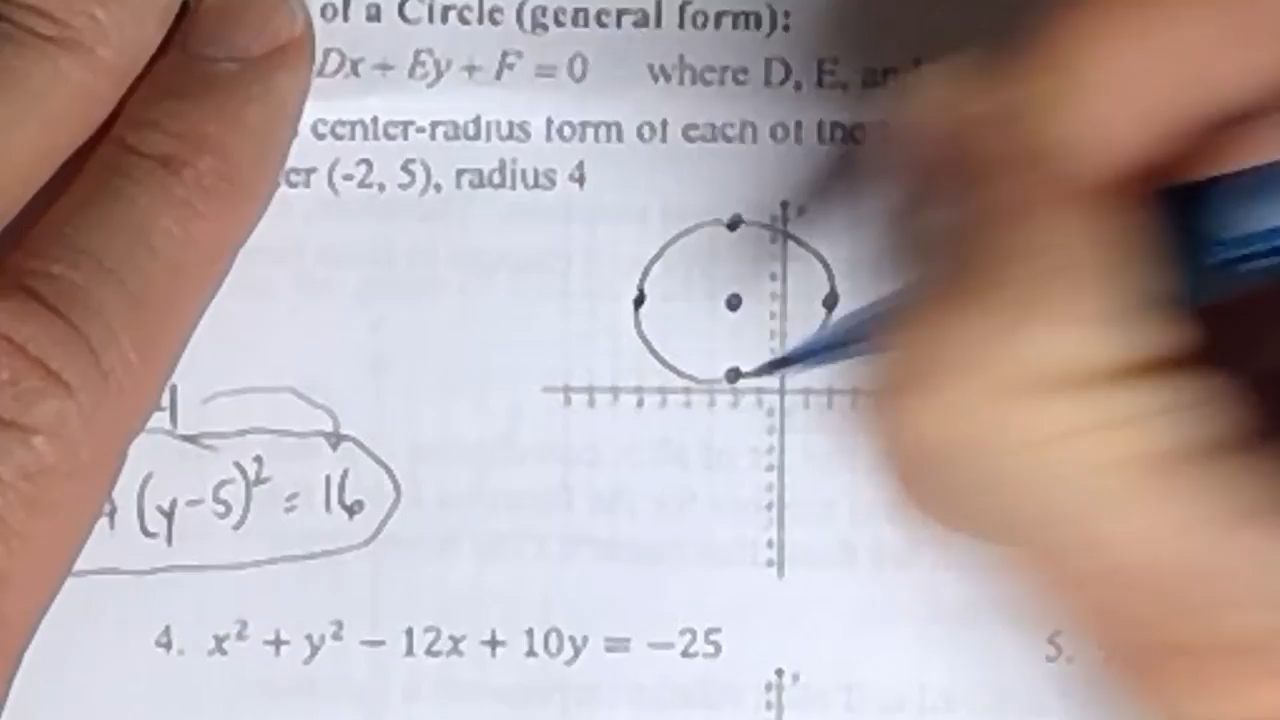 of a Circle (general form):
Dx + Ey + F = 0 where D, E, an
center-radius form of each of the
er (-2, 5), radius 4
4
(y-5)² = 16
4. x² + y² − 12x + 10y = −25
5.